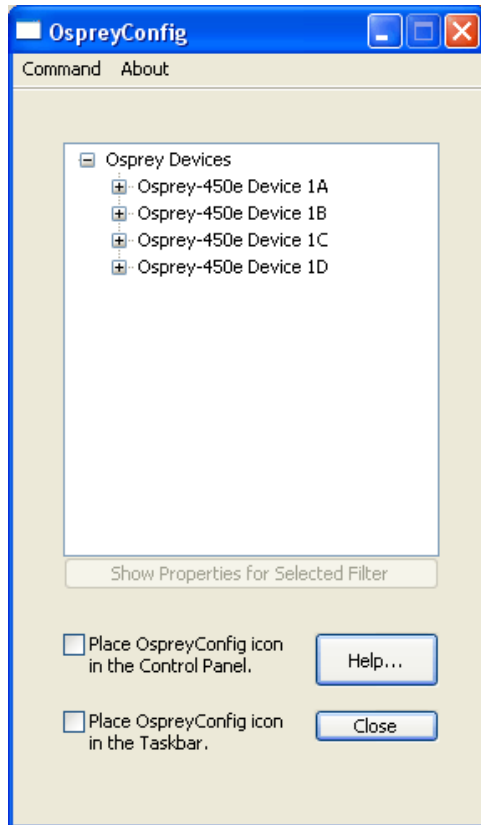 OspreyConfig
Command About
Osprey Devices
Osprey-450e Device 1A
Osprey-450e Device 1B
Osprey-450e Device 1C
Osprey-450e Device 1D
Show Properties for Selected Filter
Place OspreyConfig icon
in the Control Panel.
Help...
Place OspreyConfig icon
in the Taskbar.
Close